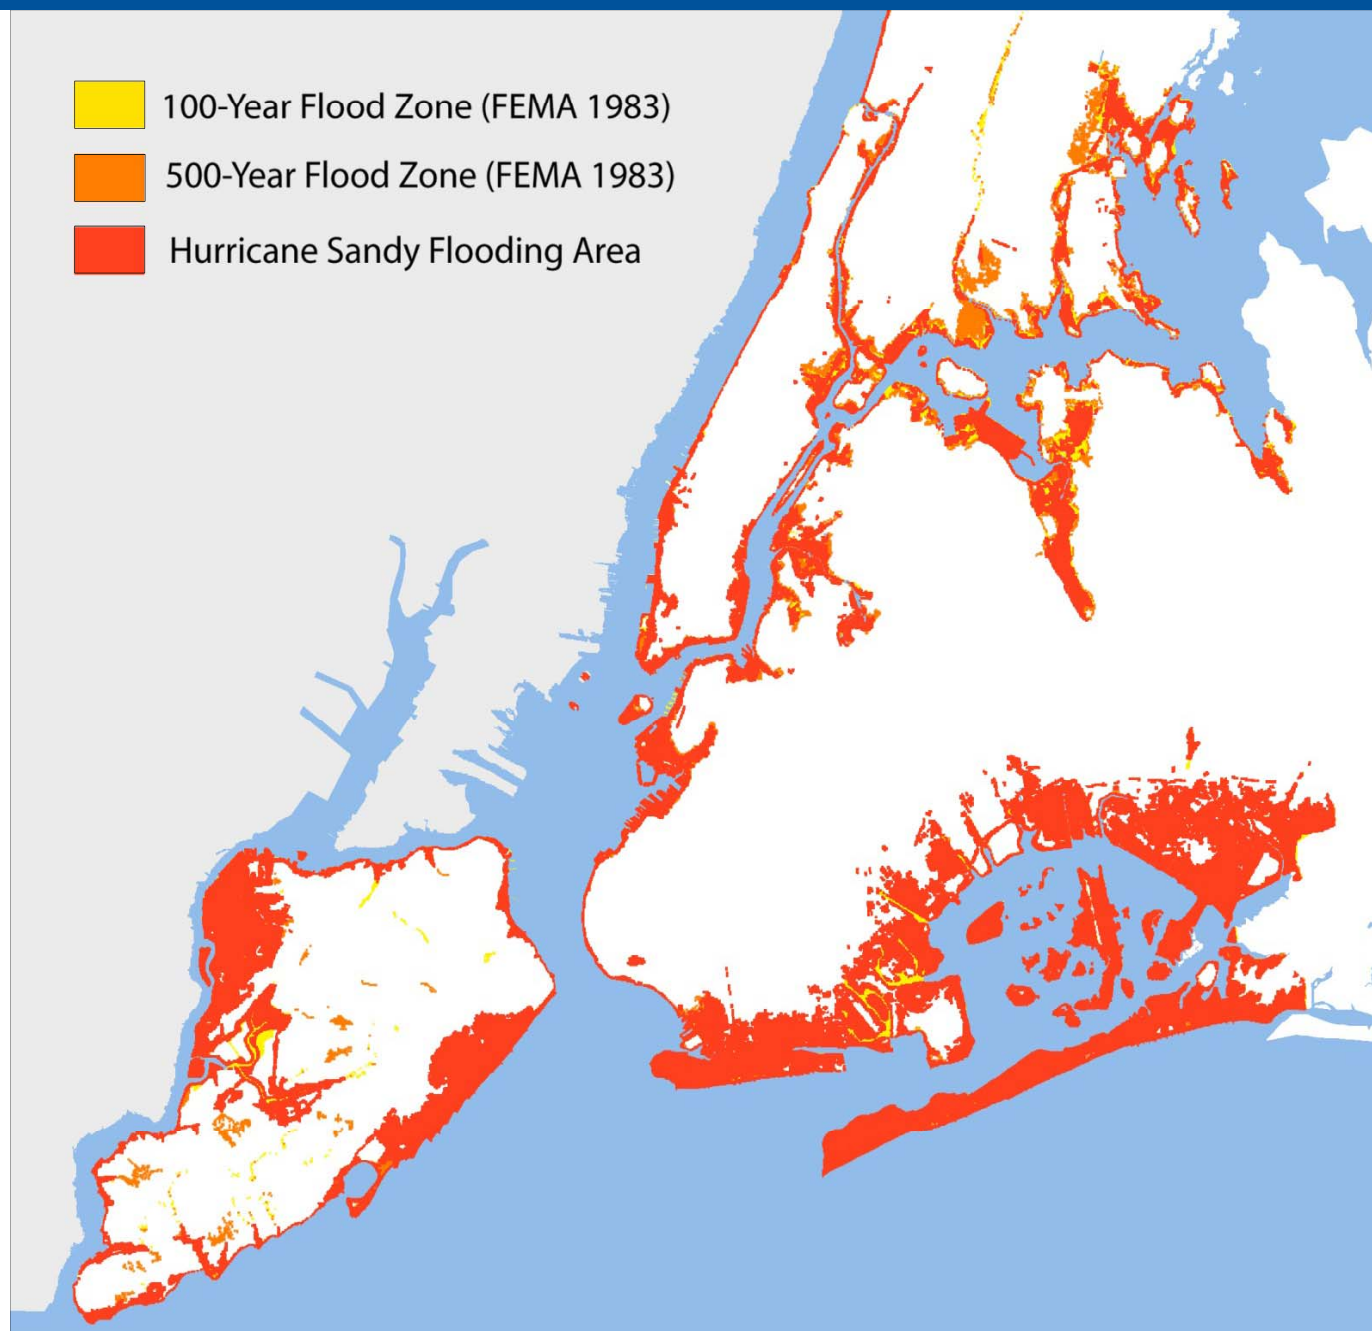 100-Year Flood Zone (FEMA 1983)
500-Year Flood Zone (FEMA 1983)
Hurricane Sandy Flooding Area